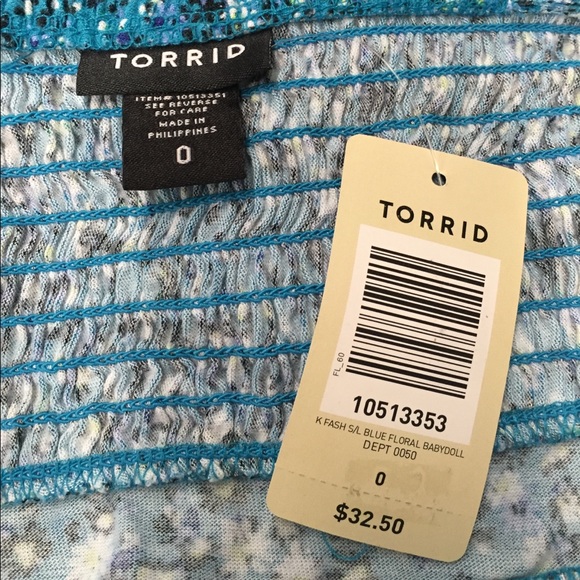 TORRID
ITEM# 10513351
SEE REVERSE
FOR CARE
MADE IN
PHILIPPINES
0
TORRID
FL_60
10513353
K FASH S/L BLUE FLORAL BABYDOLL
DEPT 0050
0
$32.50